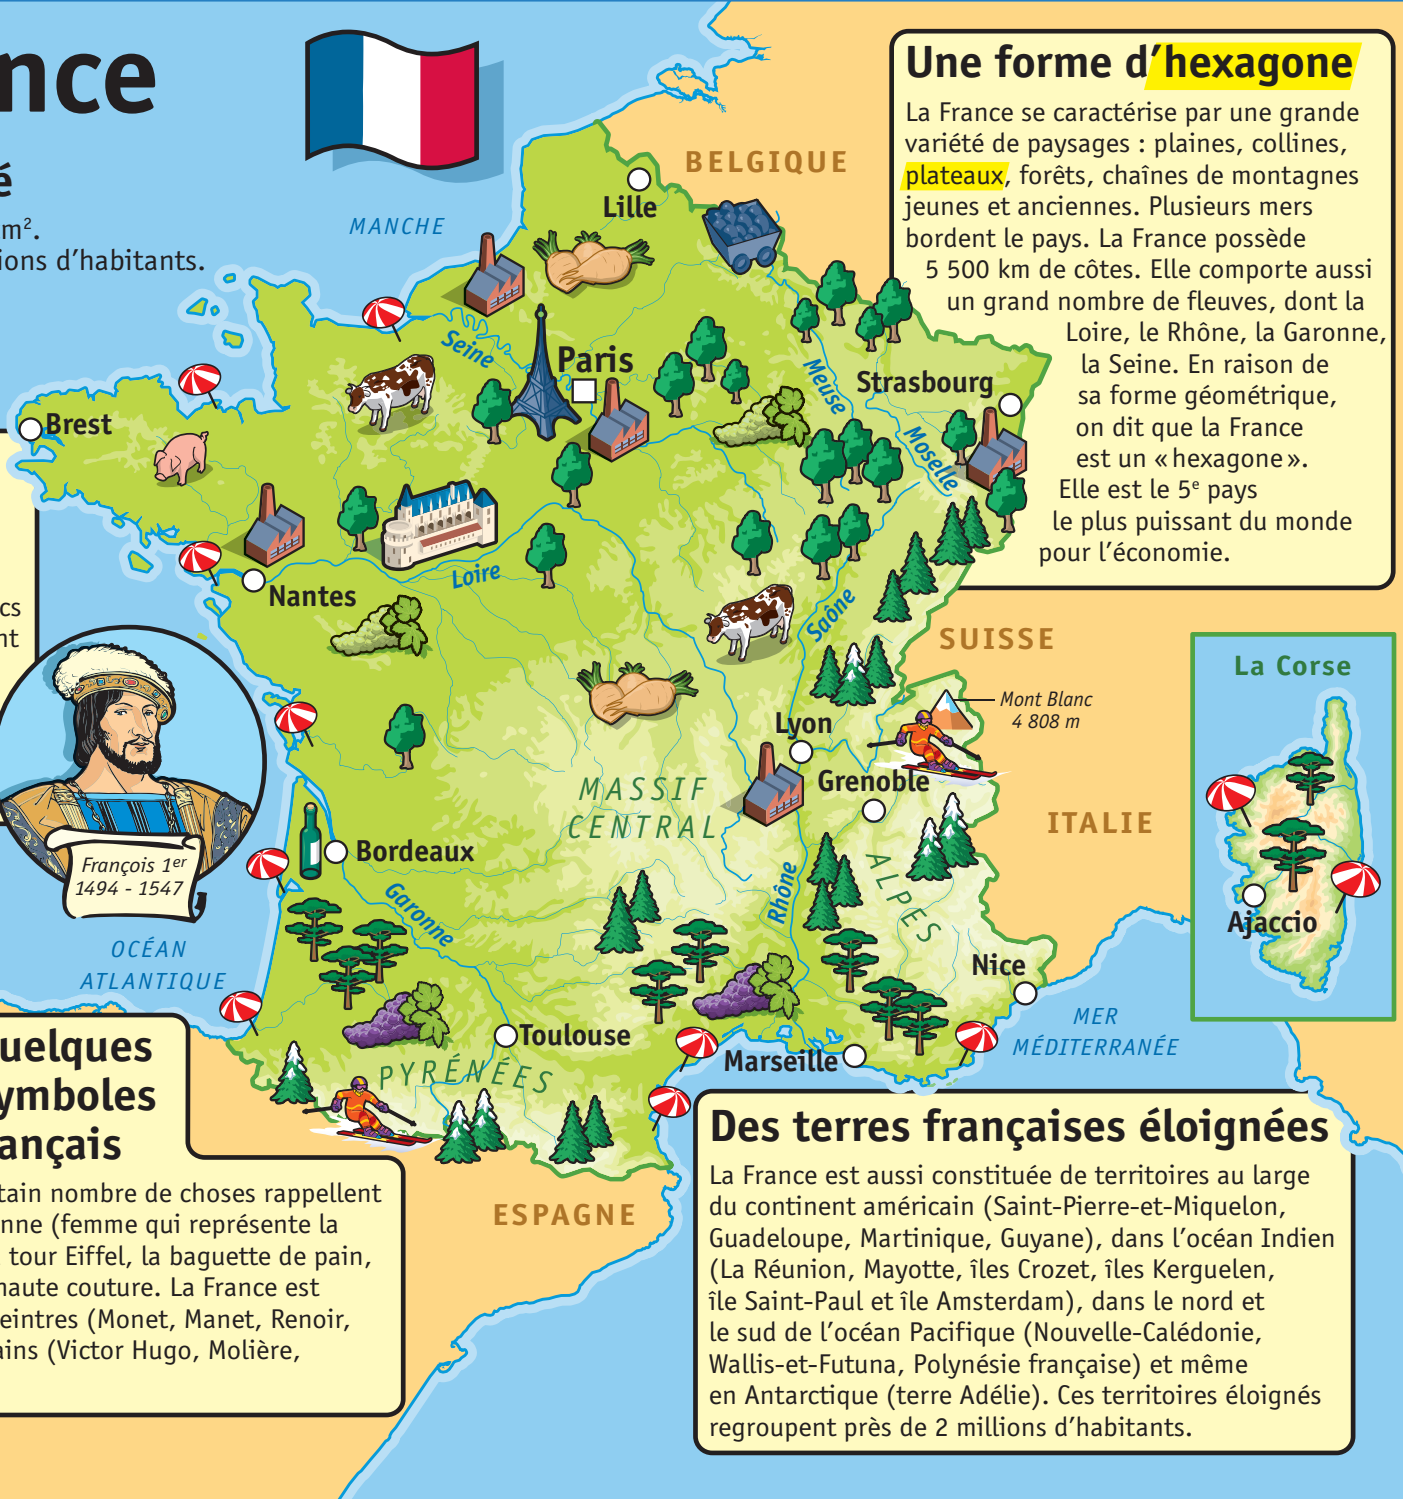 nce
é
m².
ions d'habitants.
Une forme d'hexagone
La France se caractérise par une grande
variété de paysages : plaines, collines,
plateaux, forêts, chaînes de montagnes
jeunes et anciennes. Plusieurs mers
bordent le pays. La France possède
5 500 km de côtes. Elle comporte aussi
un grand nombre de fleuves, dont la
Loire, le Rhône, la Garonne,
la Seine. En raison de
sa forme géométrique,
on dit que la France
est un «hexagone».
Elle est le 5e pays
le plus puissant du monde
pour l'économie.
BELGIQUE
MANCHE
Lille
Seine
Paris
Meuse
Strasbourg
Moselle
Brest
Nantes
Loire
Saône
SUISSE
Mont Blanc
4 808 m
Lyon
Grenoble
MASSIF
CENTRAL
ITALIE
Bordeaux
Garonne
Rhône
ALPES
Nice
Toulouse
PYRÉNÉES
Marseille
MER
MÉDITERRANÉE
ESPAGNE
OCÉAN
ATLANTIQUE
La Corse
Ajaccio
cs
nt
François 1er
1494 - 1547
uelques
ymboles
ançais
tain nombre de choses rappellent
nne (femme qui représente la
tour Eiffel, la baguette de pain,
haute couture. La France est
eintres (Monet, Manet, Renoir,
ains (Victor Hugo, Molière,
Des terres françaises éloignées
La France est aussi constituée de territoires au large
du continent américain (Saint-Pierre-et-Miquelon,
Guadeloupe, Martinique, Guyane), dans l'océan Indien
(La Réunion, Mayotte, îles Crozet, îles Kerguelen,
île Saint-Paul et île Amsterdam), dans le nord et
le sud de l'océan Pacifique (Nouvelle-Calédonie,
Wallis-et-Futuna, Polynésie française) et même
en Antarctique (terre Adélie). Ces territoires éloignés
regroupent près de 2 millions d'habitants.